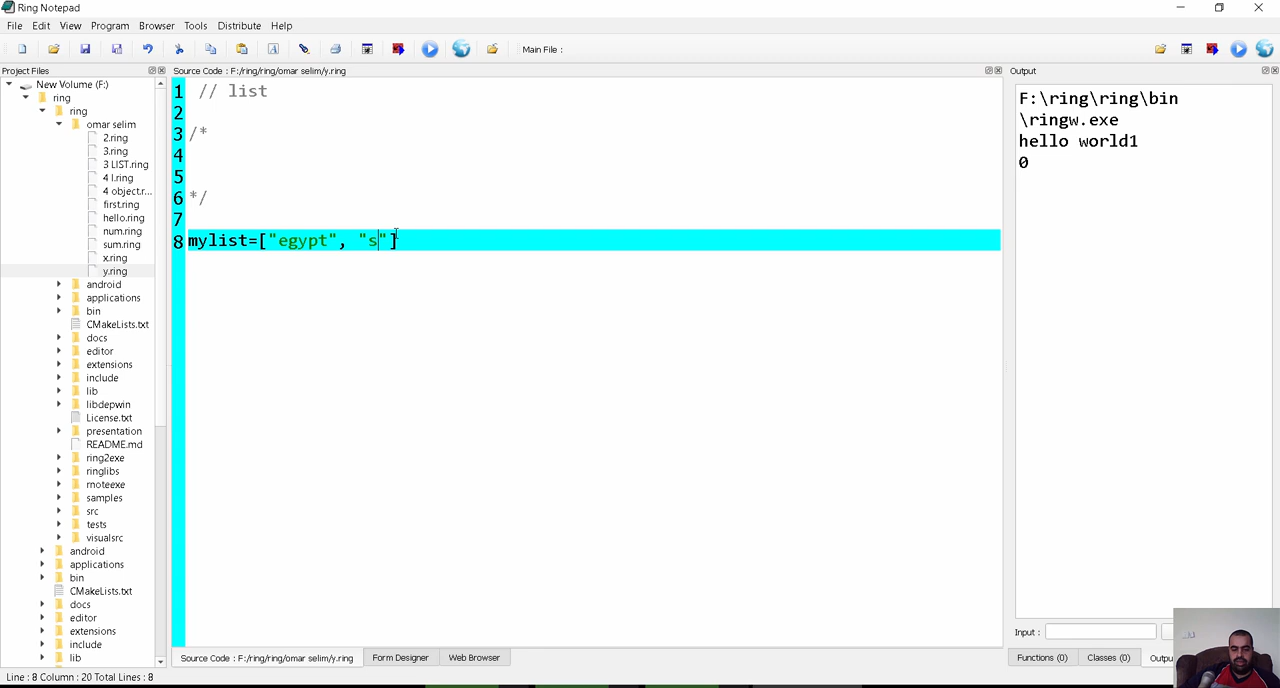 Ring Notepad
File Edit View Program Browser Tools Distribute Help
Main File :
Project Files
Source Code : F:/ring/ring/omar selim/y.ring
Output
New Volume (F:)
ring
ring
omar selim
2.ring
3.ring
3 LIST.ring
4 l.ring
4 object.r...
first.ring
hello.ring
num.ring
sum.ring
x.ring
y.ring
android
applications
bin
CMakeLists.txt
docs
editor
extensions
include
lib
libdepwin
License.txt
presentation
README.md
ring2exe
ringlibs
rnoteexe
samples
src
tests
visualsrc
android
applications
bin
CMakeLists.txt
docs
editor
extensions
include
lib
1 // list
2
3 /*
4
5
6 */
7
8 mylist=["egypt", "s"]
F:\ring\ring\bin
\ringw.exe
hello world1
0
Input :
Source Code : F:/ring/ring/omar selim/y.ring Form Designer Web Browser
Functions (0) Classes (0) Outpu
Line : 8 Column : 20 Total Lines : 8